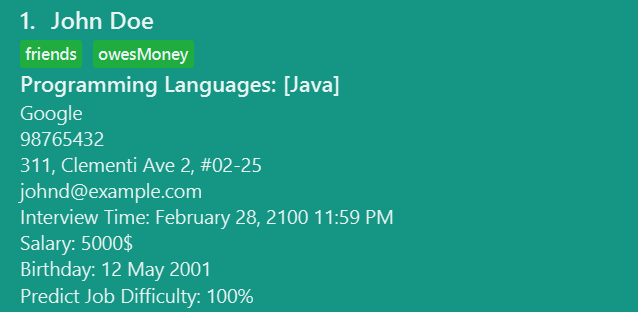 1. John Doe
friends owesMoney
Programming Languages: [Java]
Google
98765432
311, Clementi Ave 2, #02-25
johnd@example.com
Interview Time: February 28, 2100 11:59 PM
Salary: 5000$
Birthday: 12 May 2001
Predict Job Difficulty: 100%